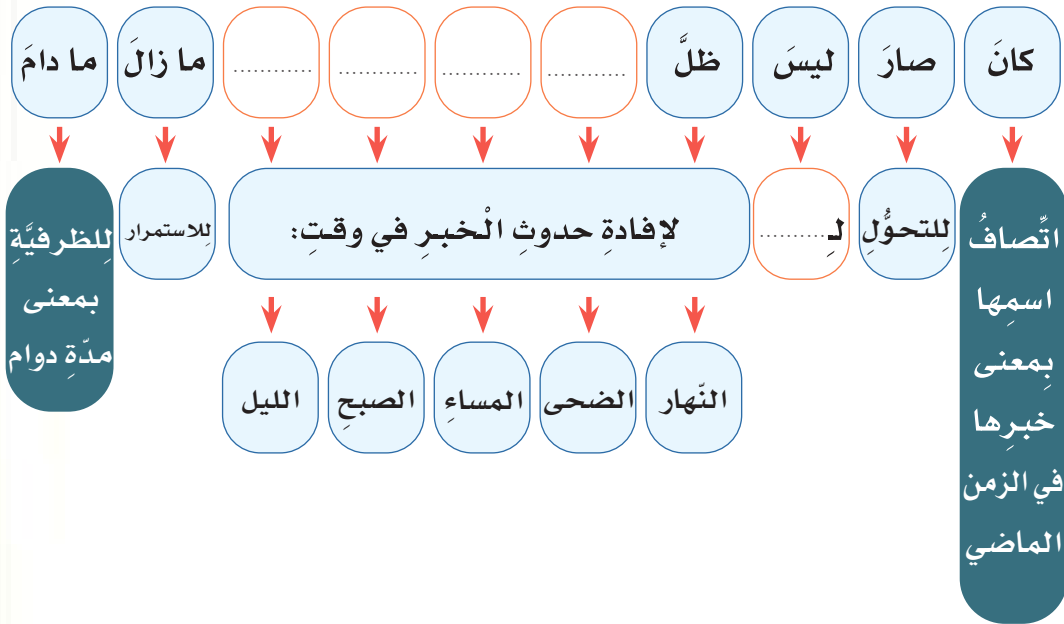 كانَ
صارَ
ليسَ
ظلَّ
............
............
............
............
ما زالَ
ما دامَ
اتِّصافُ
اسمِها
بِمعنى
خبرِها
في الزمن
الماضي
لِلتحوُّلِ
لِـ..........
لإفادةِ حدوثِ الْخبرِ في وقتِ:
لِلاستمرار
لِلظرفيَّةِ
بمعنى
مدّةِ دوام
النّهار
الضحى
المساءِ
الصبحِ
الليل